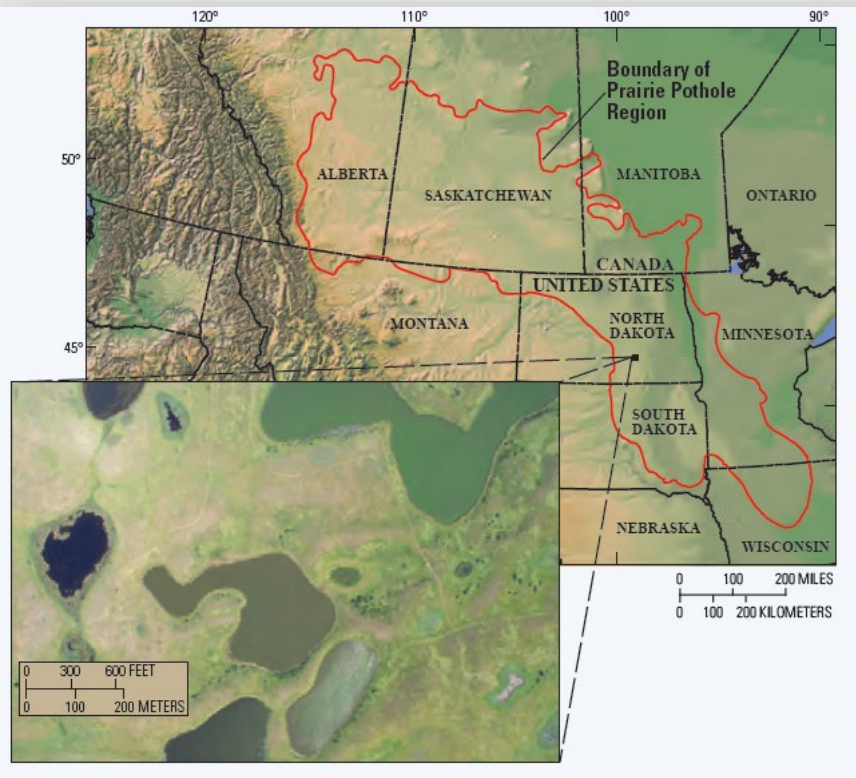 120°
110°
100°
90°
Boundary of
Prairie Pothole
Region
50°
ALBERTA
SASKATCHEWAN
MANITOBA
ONTARIO
CANADA
UNITED STATES
MONTANA
NORTH
DAKOTA
MINNESOTA
45°
SOUTH
DAKOTA
NEBRASKA
WISCONSIN
0 100 200 MILES
0 100 200 KILOMETERS
0 300 600 FEET
0 100 200 METERS